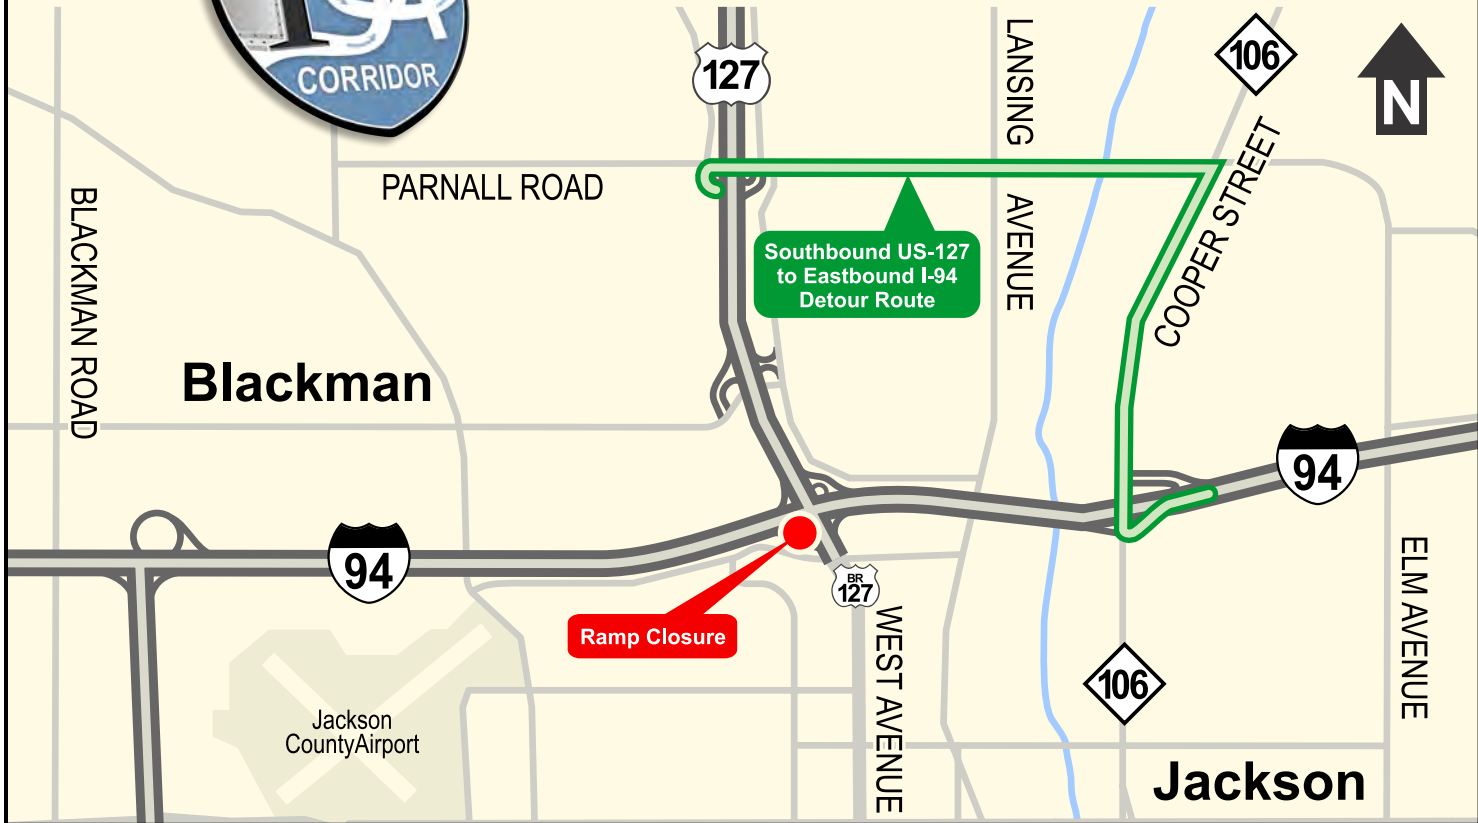 CORRIDOR
127
LANSING
AVENUE
106
N
PARNALL ROAD
COOPER STREET
BLACKMAN ROAD
Southbound US-127
to Eastbound I-94
Detour Route
Blackman
94
94
BR
127
Ramp Closure
WEST AVENUE
ELM AVENUE
106
Jackson
CountyAirport
Jackson